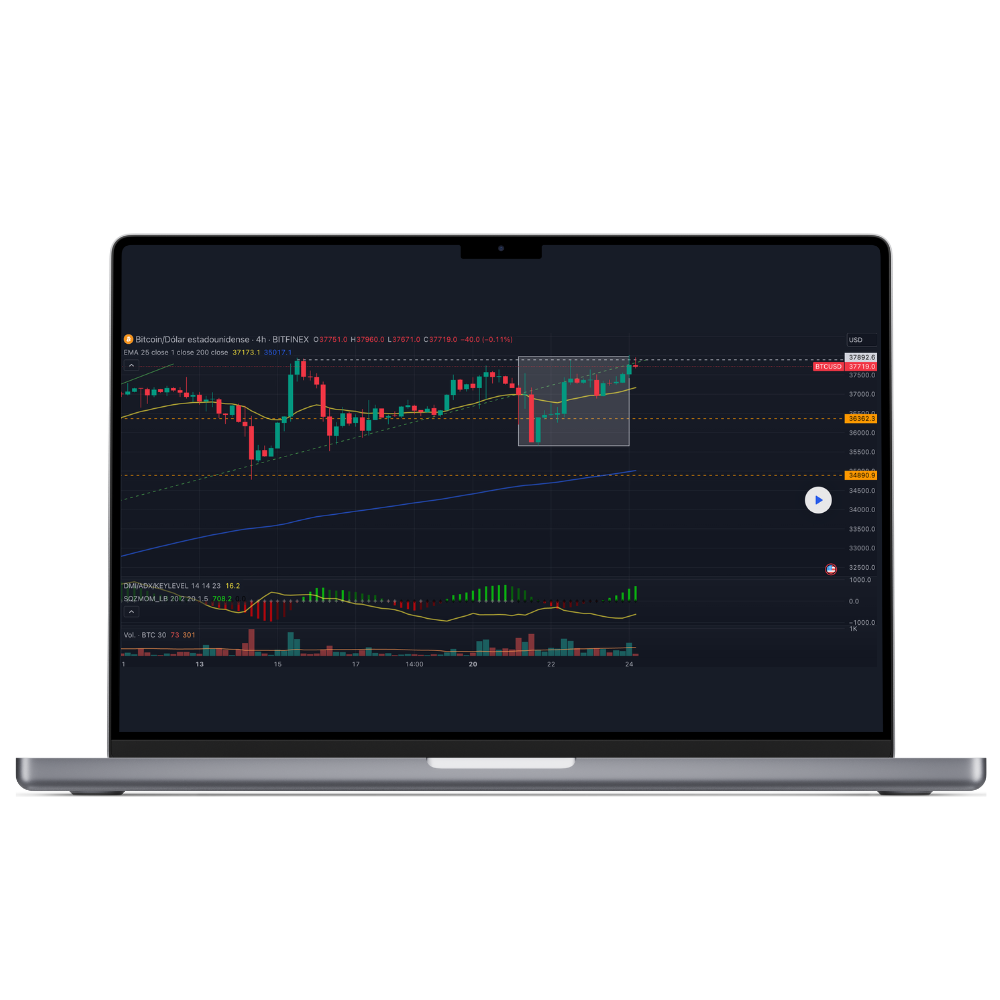 Bitcoin/Dólar estadounidense · 4h · BITFINEX O37751.0 H37960.0 L37671.0 C37719.0 −40.0 (−0.11%)
USD
EMA 25 close 1 close 200 close 37173.1 35017.1
37892.6
BTCUSD 37719.0
37500.0
37000.0
36500.0
36362.3
36000.0
35500.0
34890.9
34500.0
34000.0
33500.0
33000.0
32500.0
DMI/ADX/KEYLEVEL 14 14 23 16.2
1000.0
SQZMOM_LB 20 2 20 1.5 708.2
0.0
−1000.0
Vol. · BTC 30 73 301
1K
1 13 15 17 14:00 20 22 24